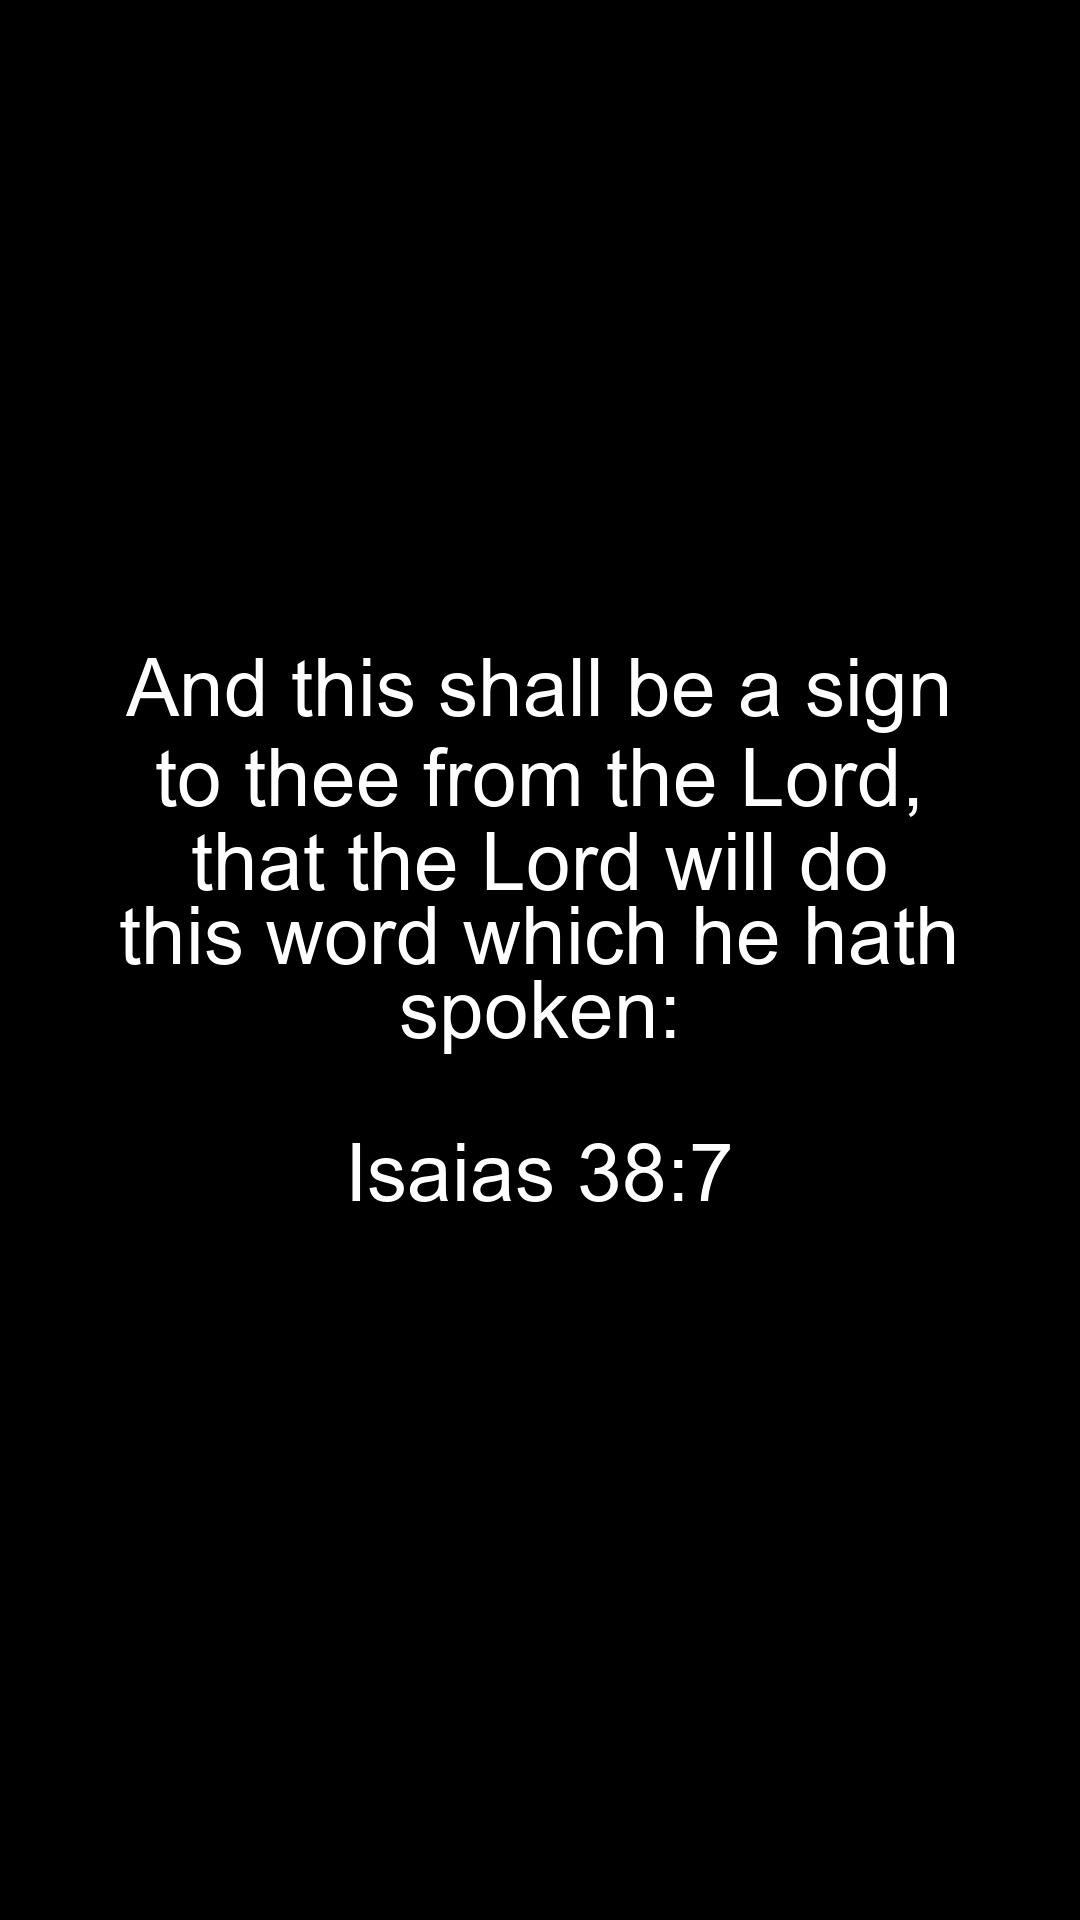 And this shall be a sign
to thee from the Lord,
that the Lord will do
this word which he hath
spoken:
Isaias 38:7